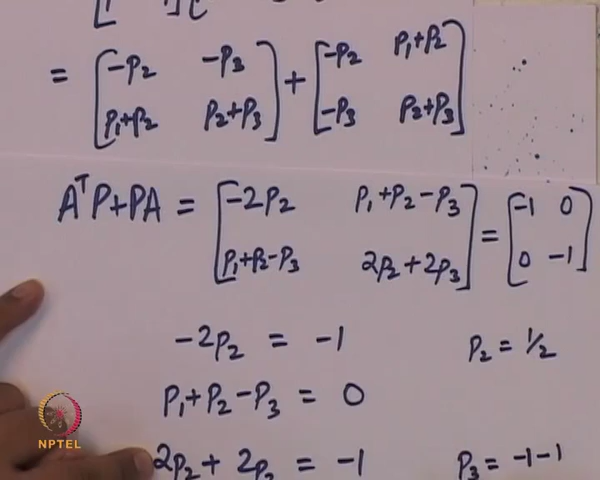 = [-p₂ -p₃; p₁+p₂ p₂+p₃] + [-p₂ p₁+p₂; -p₃ p₂+p₃]
AᵀP+PA = [-2p₂ p₁+p₂-p₃; p₁+p₂-p₃ 2p₂+2p₃] = [-1 0; 0 -1]
-2p₂ = -1 p₂ = 1/2
p₁+p₂-p₃ = 0
2p₂+ 2p₃ = -1 p₃ = -1-1
NPTEL